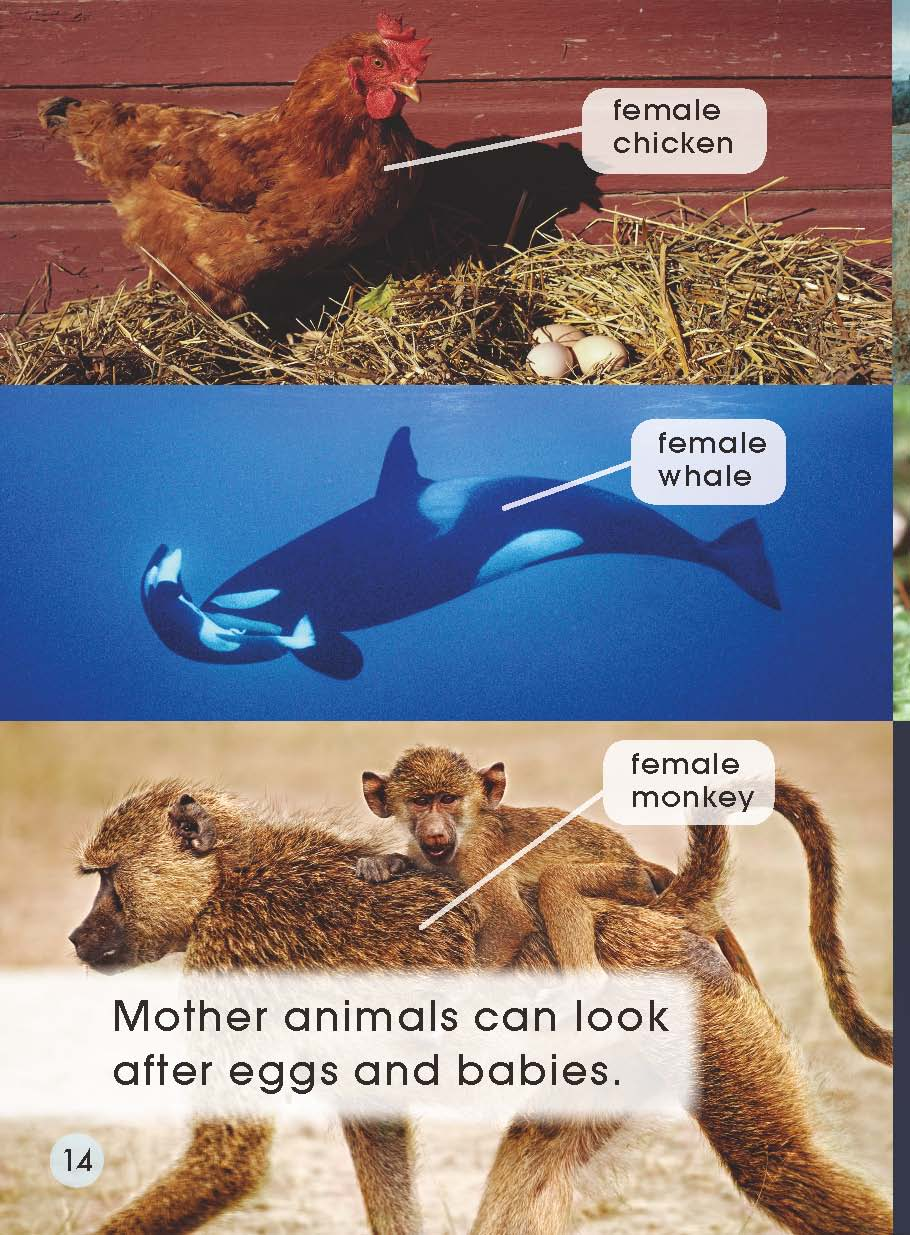 female
chicken
female
whale
female
monkey
Mother animals can look
after eggs and babies.
14